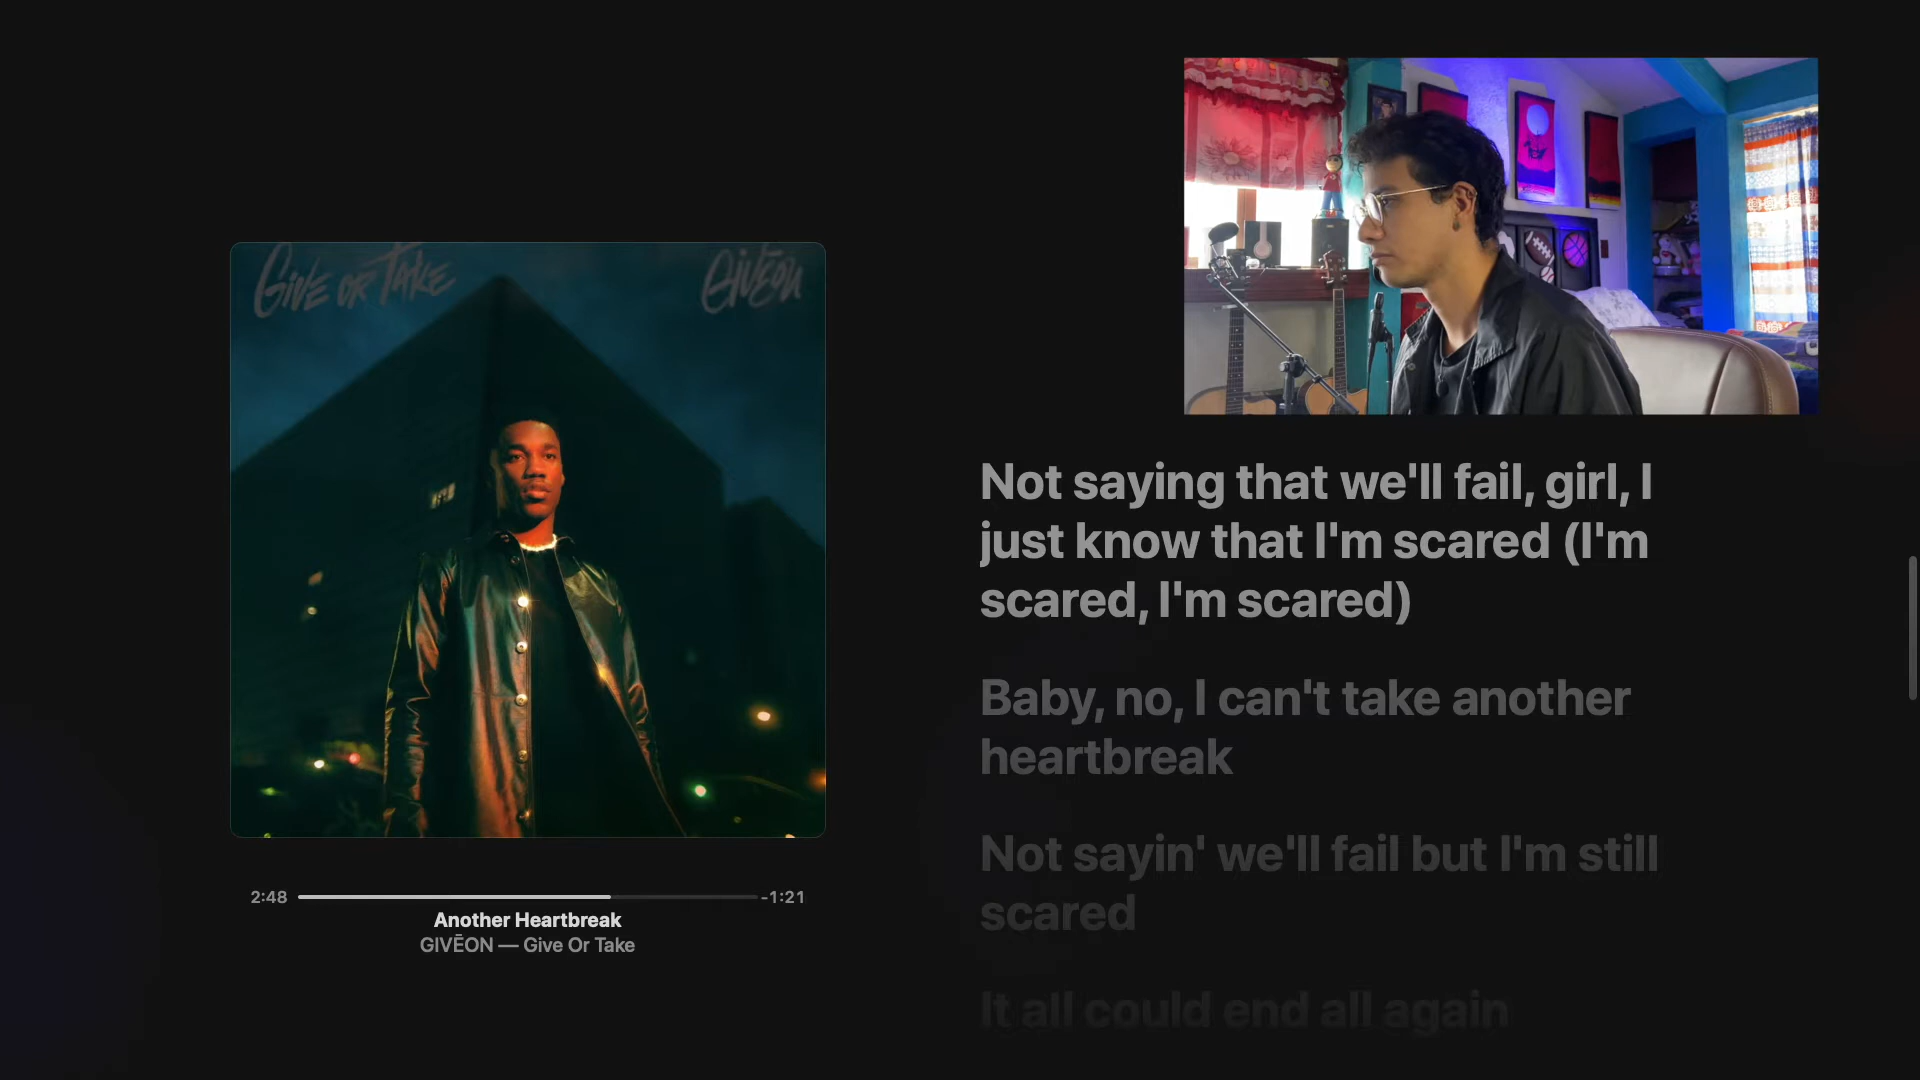 GIVE OR TAKE
GIVĒON
Not saying that we'll fail, girl, I
just know that I'm scared (I'm
scared, I'm scared)
Baby, no, I can't take another
heartbreak
Not sayin' we'll fail but I'm still
scared
It all could end all again
2:48
-1:21
Another Heartbreak
GIVĒON — Give Or Take